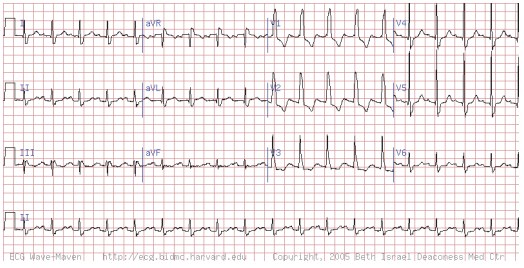 I aVR V1 V4
II aVL V2 V5
III aVF V3 V6
II
ECG Wave-Maven http://ecg.bidmc.harvard.edu Copyright, 2005 Beth Israel Deaconess Med Ctr